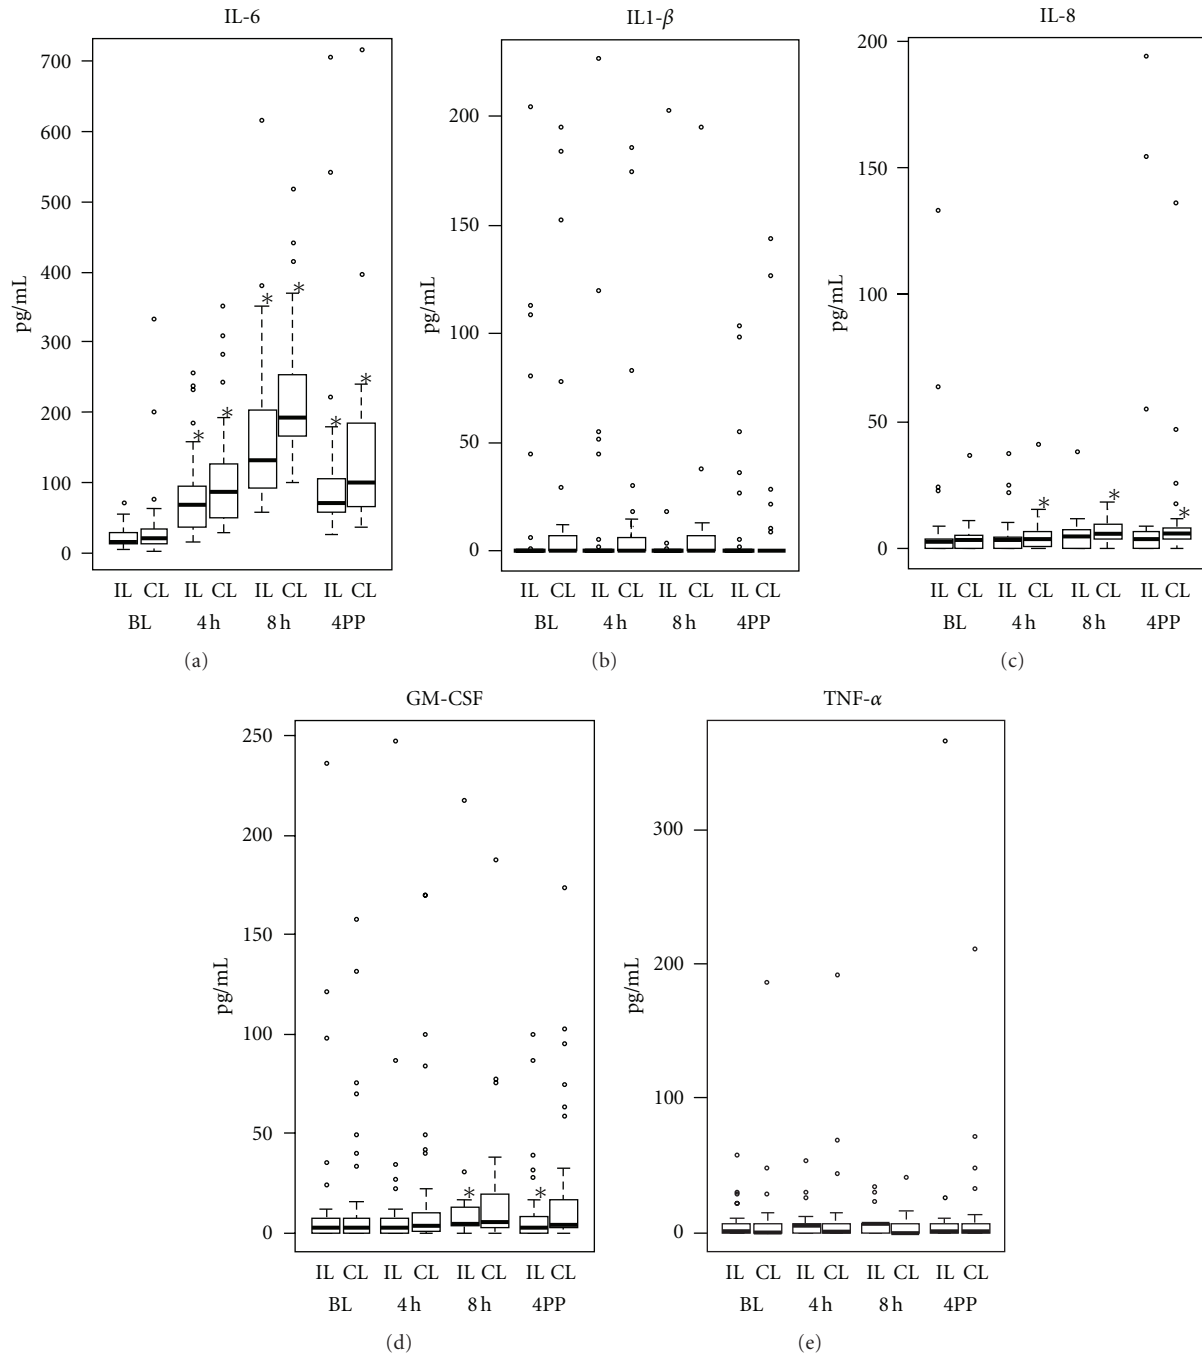 IL-6
IL1-β
IL-8
700
600
500
400
300
200
100
0
pg/mL
200
150
100
50
0
pg/mL
200
150
100
50
0
pg/mL
* * * * * *
* * *
IL CL IL CL IL CL IL CL
BL 4 h 8 h 4PP
IL CL IL CL IL CL IL CL
BL 4 h 8 h 4PP
IL CL IL CL IL CL IL CL
BL 4 h 8 h 4PP
(a)
(b)
(c)
GM-CSF
TNF-α
250
200
150
100
50
0
pg/mL
300
200
100
0
pg/mL
* *
IL CL IL CL IL CL IL CL
BL 4 h 8 h 4PP
IL CL IL CL IL CL IL CL
BL 4 h 8 h 4PP
(d)
(e)